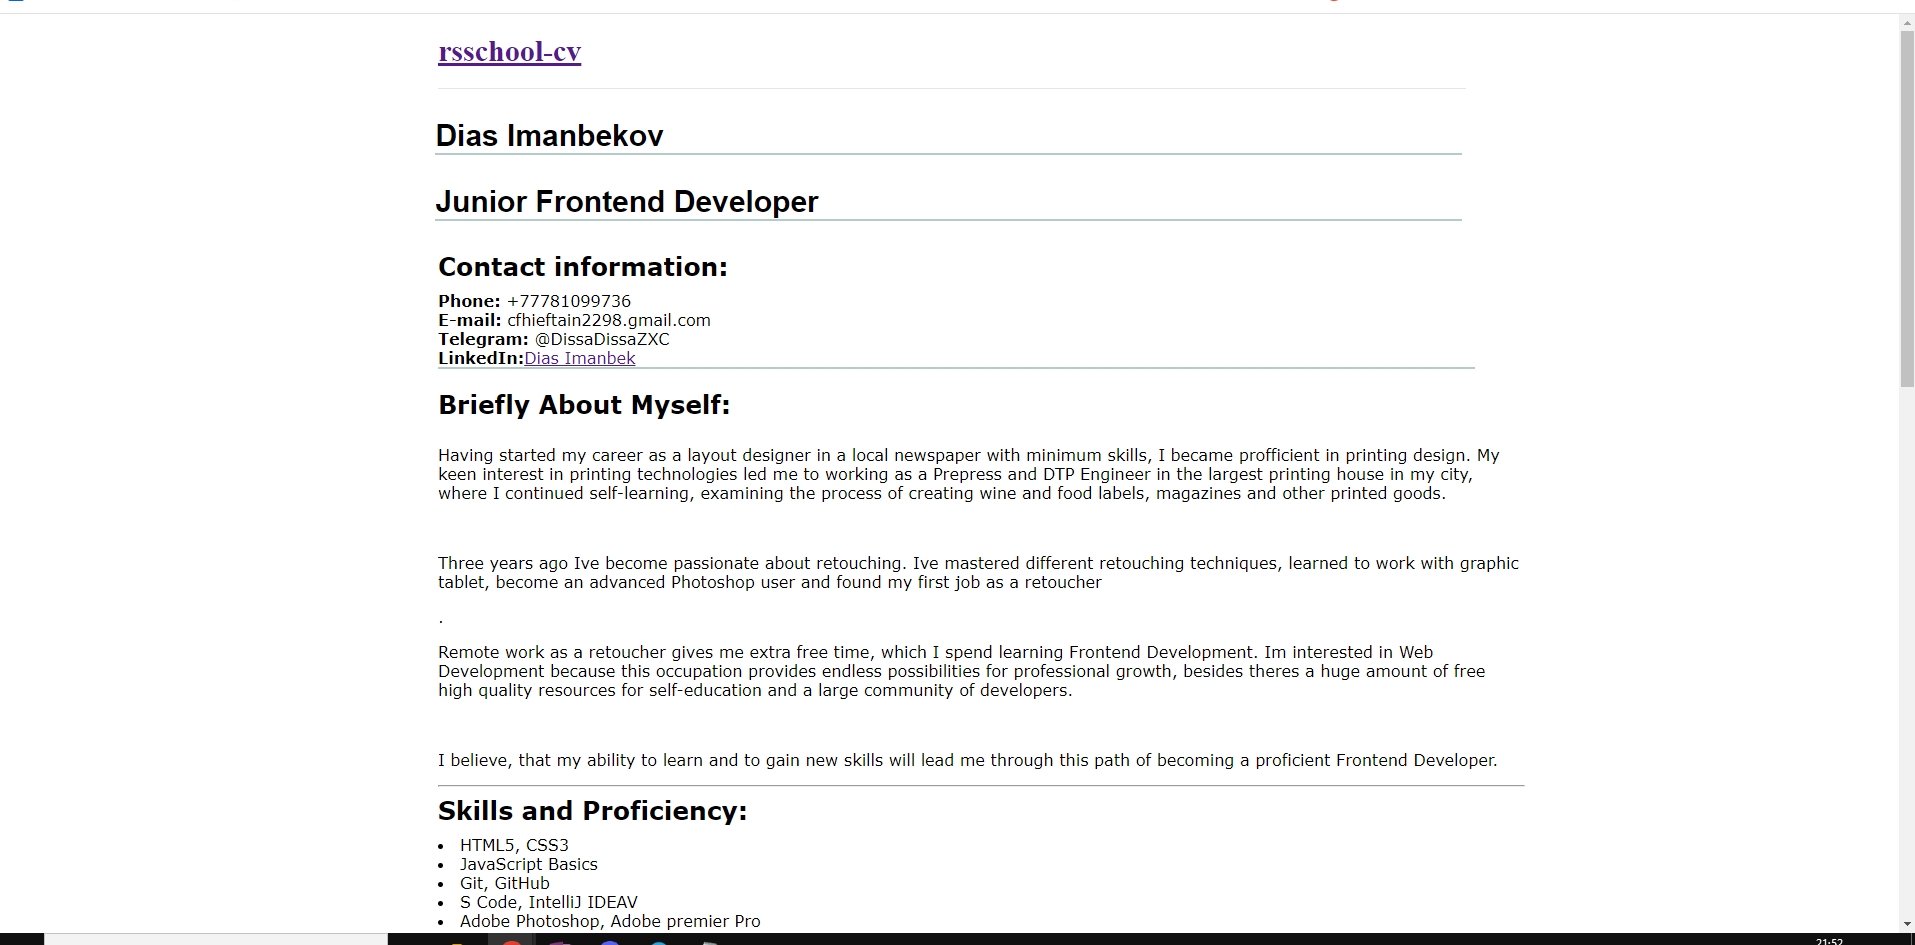 rsschool-cv
Dias Imanbekov
Junior Frontend Developer
Contact information:
Phone: +77781099736
E-mail: cfhieftain2298.gmail.com
Telegram: @DissaDissaZXC
LinkedIn:Dias Imanbek
Briefly About Myself:
Having started my career as a layout designer in a local newspaper with minimum skills, I became profficient in printing design. My
keen interest in printing technologies led me to working as a Prepress and DTP Engineer in the largest printing house in my city,
where I continued self-learning, examining the process of creating wine and food labels, magazines and other printed goods.
Three years ago Ive become passionate about retouching. Ive mastered different retouching techniques, learned to work with graphic
tablet, become an advanced Photoshop user and found my first job as a retoucher
.
Remote work as a retoucher gives me extra free time, which I spend learning Frontend Development. Im interested in Web
Development because this occupation provides endless possibilities for professional growth, besides theres a huge amount of free
high quality resources for self-education and a large community of developers.
I believe, that my ability to learn and to gain new skills will lead me through this path of becoming a proficient Frontend Developer.
Skills and Proficiency:
• HTML5, CSS3
• JavaScript Basics
• Git, GitHub
• S Code, IntelliJ IDEAV
• Adobe Photoshop, Adobe premier Pro
21:52